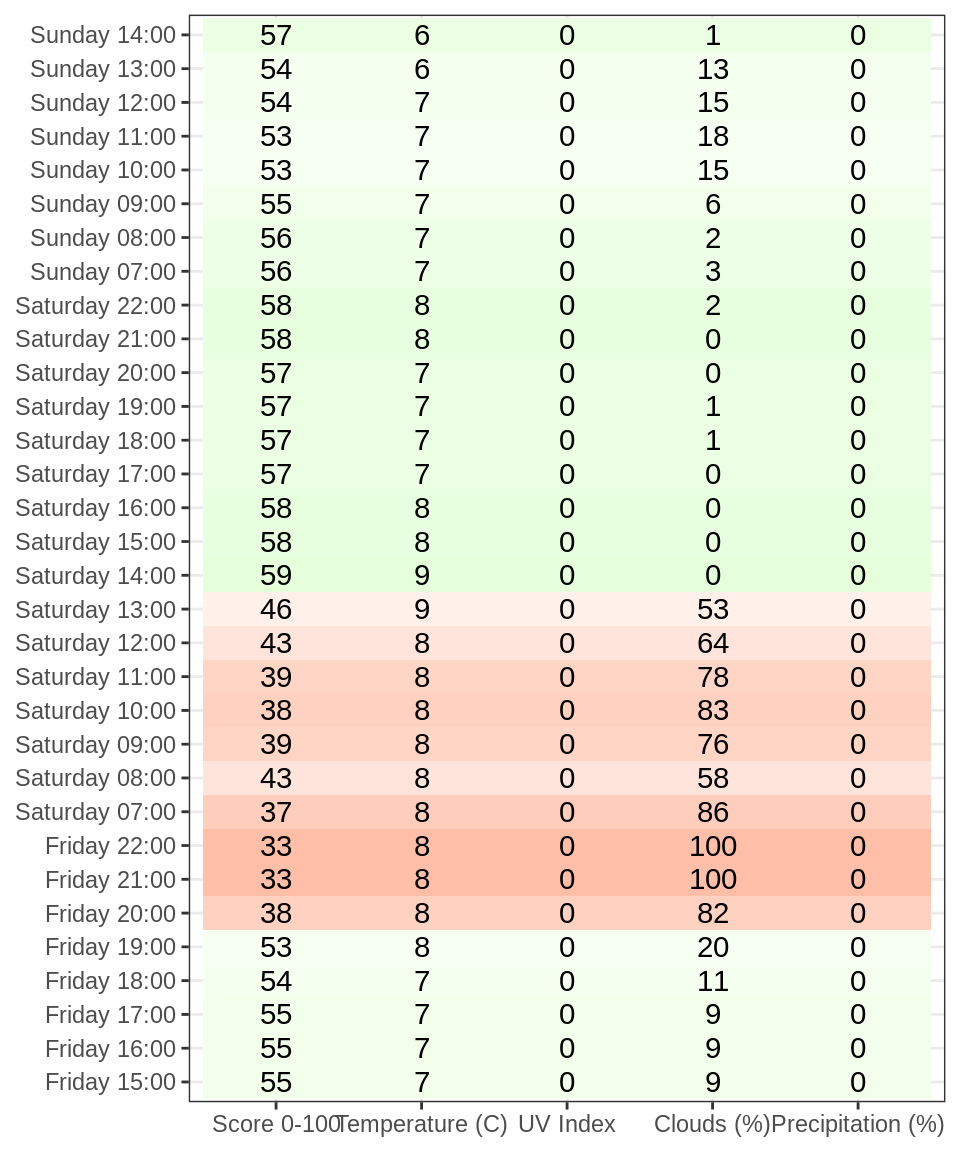 Sunday 14:00 57 6 0 1 0
Sunday 13:00 54 6 0 13 0
Sunday 12:00 54 7 0 15 0
Sunday 11:00 53 7 0 18 0
Sunday 10:00 53 7 0 15 0
Sunday 09:00 55 7 0 6 0
Sunday 08:00 56 7 0 2 0
Sunday 07:00 56 7 0 3 0
Saturday 22:00 58 8 0 2 0
Saturday 21:00 58 8 0 0 0
Saturday 20:00 57 7 0 0 0
Saturday 19:00 57 7 0 1 0
Saturday 18:00 57 7 0 1 0
Saturday 17:00 57 7 0 0 0
Saturday 16:00 58 8 0 0 0
Saturday 15:00 58 8 0 0 0
Saturday 14:00 59 9 0 0 0
Saturday 13:00 46 9 0 53 0
Saturday 12:00 43 8 0 64 0
Saturday 11:00 39 8 0 78 0
Saturday 10:00 38 8 0 83 0
Saturday 09:00 39 8 0 76 0
Saturday 08:00 43 8 0 58 0
Saturday 07:00 37 8 0 86 0
Friday 22:00 33 8 0 100 0
Friday 21:00 33 8 0 100 0
Friday 20:00 38 8 0 82 0
Friday 19:00 53 8 0 20 0
Friday 18:00 54 7 0 11 0
Friday 17:00 55 7 0 9 0
Friday 16:00 55 7 0 9 0
Friday 15:00 55 7 0 9 0
Score 0-100 Temperature (C) UV Index Clouds (%) Precipitation (%)